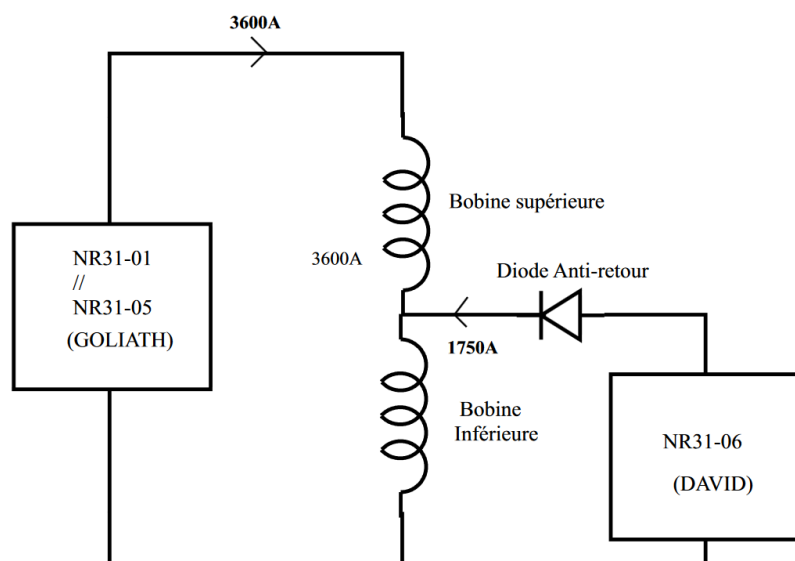 3600A
NR31-01
//
NR31-05
(GOLIATH)
Bobine supérieure
3600A
Diode Anti-retour
1750A
Bobine
Inférieure
NR31-06
(DAVID)